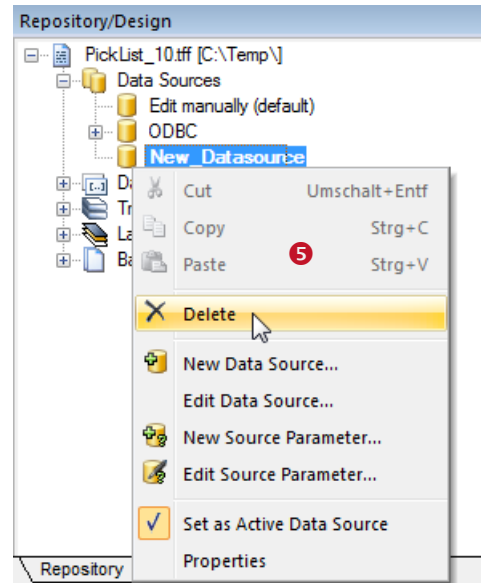 Repository/Design
PickList_10.tff [C:\Temp\]
Data Sources
Edit manually (default)
ODBC
New_Datasource
Cut Umschalt+Entf
Copy Strg+C
Paste 5 Strg+V
Delete
New Data Source...
Edit Data Source...
New Source Parameter...
Edit Source Parameter...
Set as Active Data Source
Properties
Repository